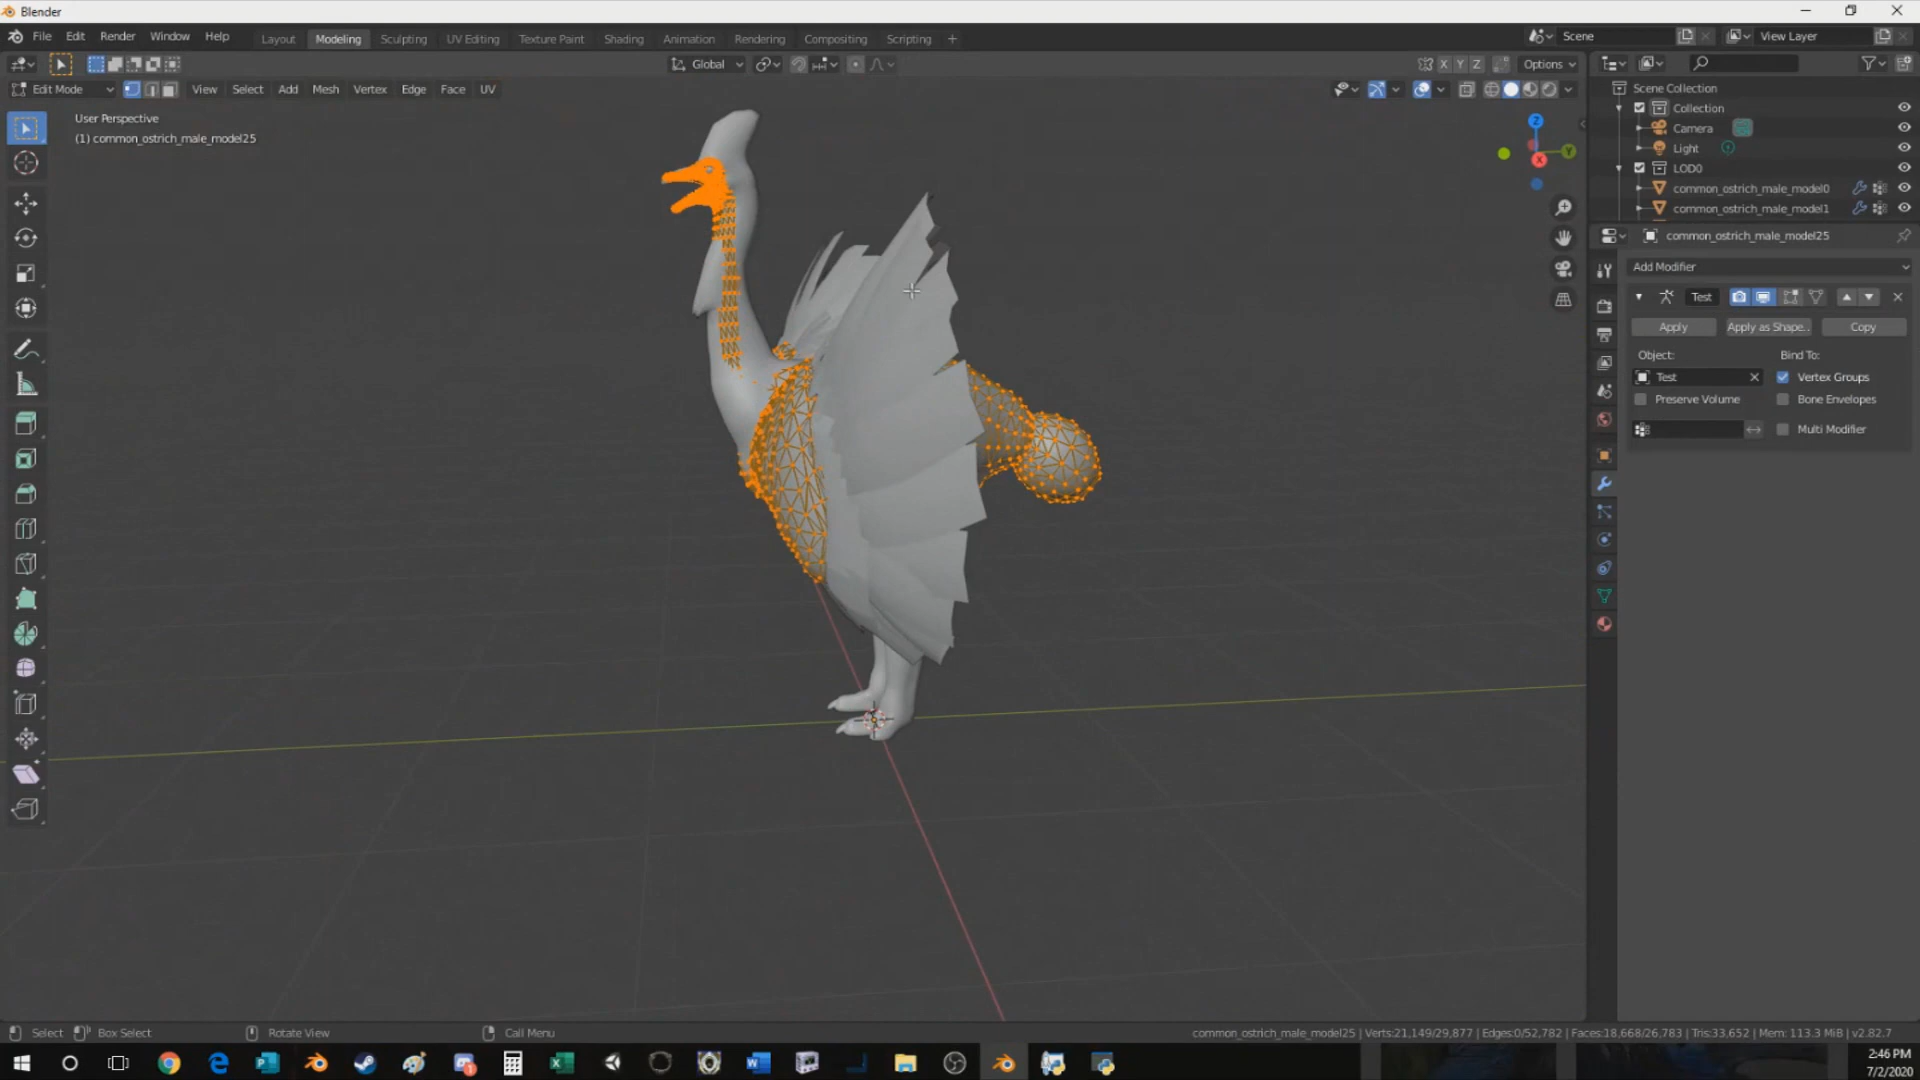 Blender
File Edit Render Window Help
Layout Modeling Sculpting UV Editing Texture Paint Shading Animation Rendering Compositing Scripting +
Scene View Layer
Global X Y Z Options
Edit Mode View Select Add Mesh Vertex Edge Face UV
User Perspective
(1) common_ostrich_male_model25
Z
Y
X
Scene Collection
Collection
Camera
Light
LOD0
common_ostrich_male_model0
common_ostrich_male_model1
common_ostrich_male_model25
Add Modifier
Test
Apply Apply as Shape.. Copy
Object: Bind To:
Test Vertex Groups
Preserve Volume Bone Envelopes
Multi Modifier
Select Box Select Rotate View Call Menu
common_ostrich_male_model25 | Verts:21,149/29,877 | Edges:0/52,782 | Faces:18,668/26,783 | Tris:33,652 | Mem: 113.3 MiB | v2.82.7
2:46 PM
7/2/2020